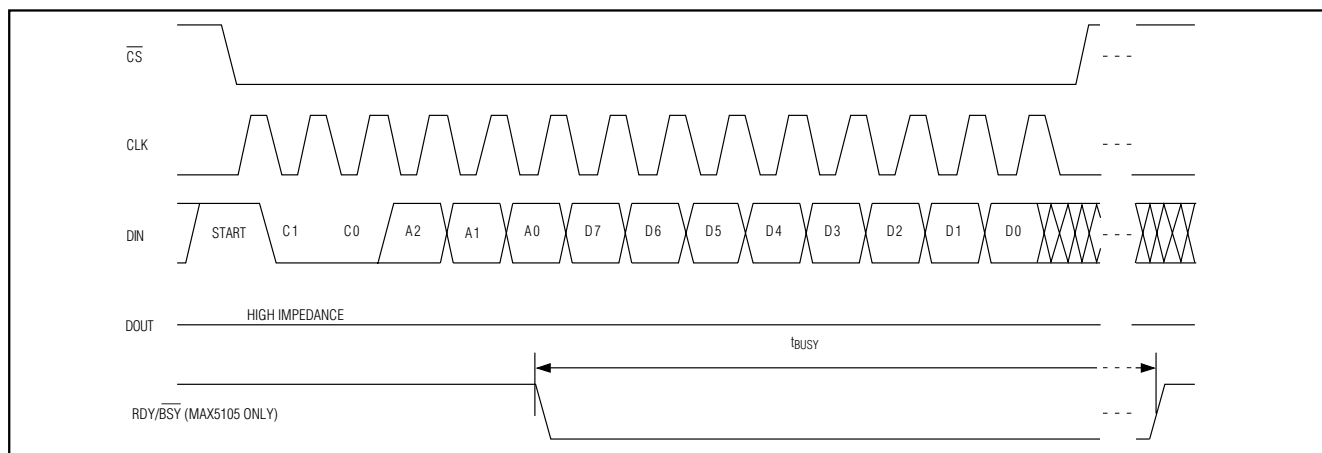 CS
CLK
DIN START C1 C0 A2 A1 A0 D7 D6 D5 D4 D3 D2 D1 D0
HIGH IMPEDANCE
DOUT
tBUSY
RDY/BSY (MAX5105 ONLY)